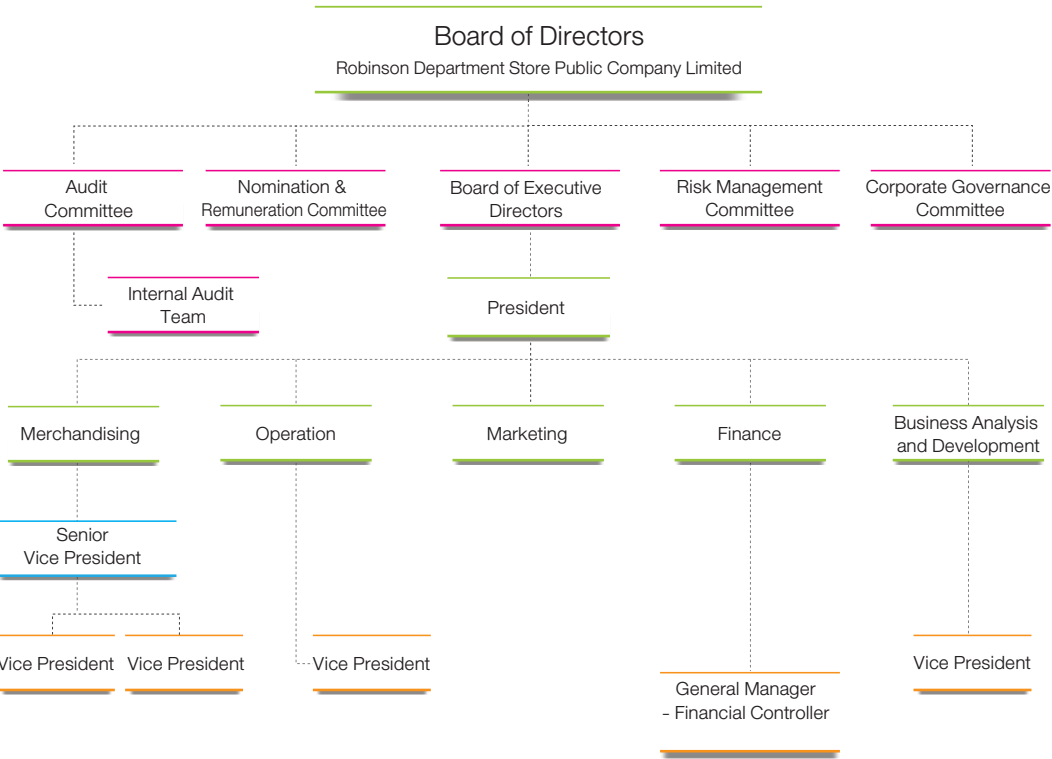 Board of Directors
Robinson Department Store Public Company Limited
Audit
Committee
Nomination &
Remuneration Committee
Board of Executive
Directors
Risk Management
Committee
Corporate Governance
Committee
Internal Audit
Team
President
Merchandising
Operation
Marketing
Finance
Business Analysis
and Development
Senior
Vice President
Vice President
Vice President
Vice President
Vice President
General Manager
- Financial Controller